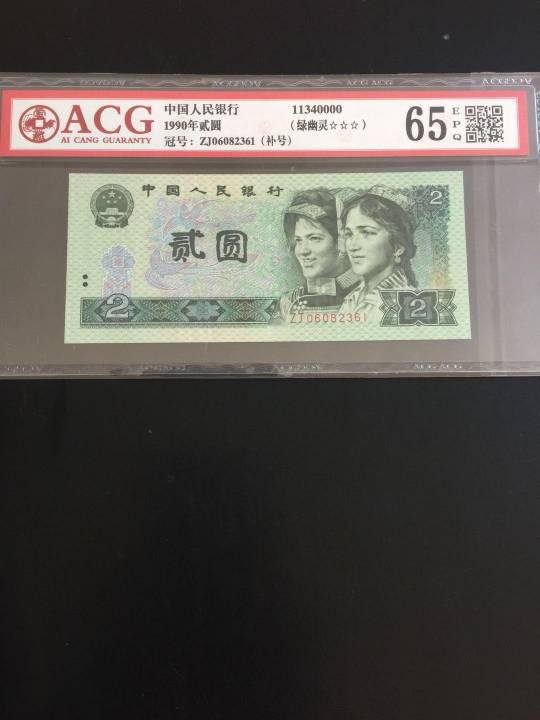 ACG
AI CANG GUARANTY
中国人民银行
1990年贰圆
冠号: ZJ06082361 (补号)
11340000
(绿幽灵☆☆☆)
65
EPQ
中国人民银行
2
贰圆
2
ZJ06082361
2
ACG ACG